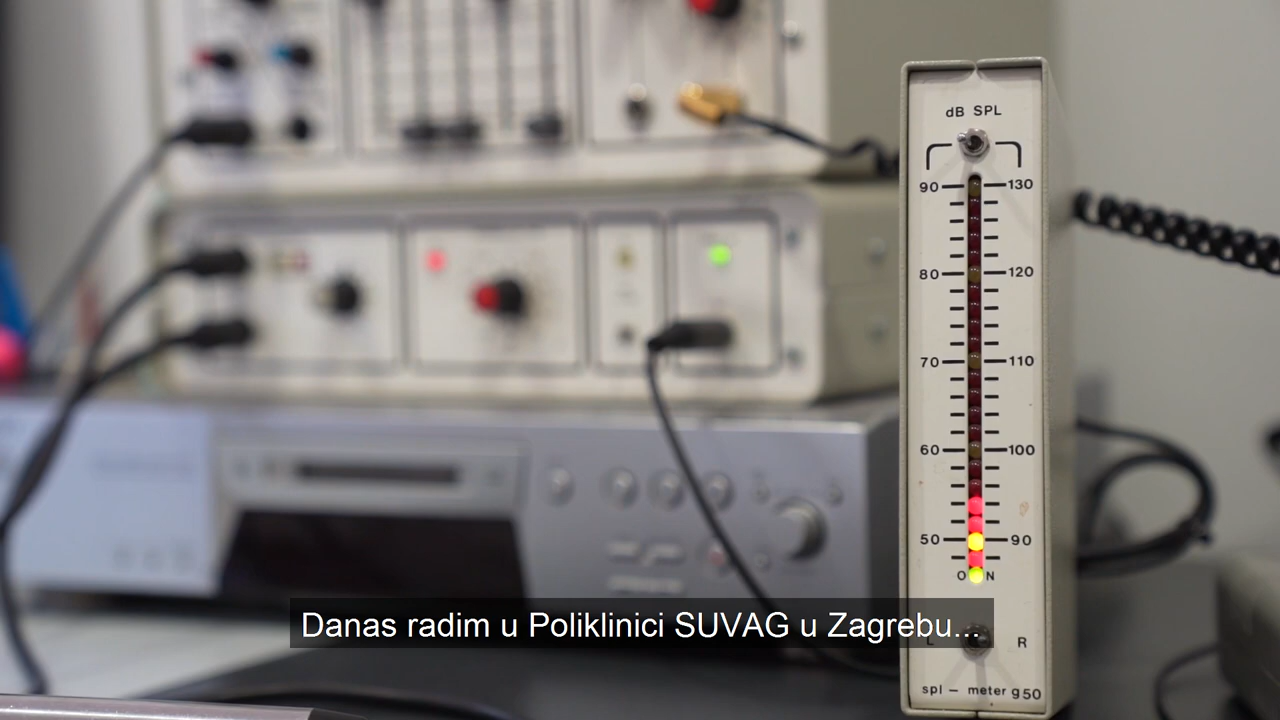 dB SPL
90 130
80 120
70 110
60 100
50 90
O N
L R
spl – meter g50
Danas radim u Poliklinici SUVAG u Zagrebu...